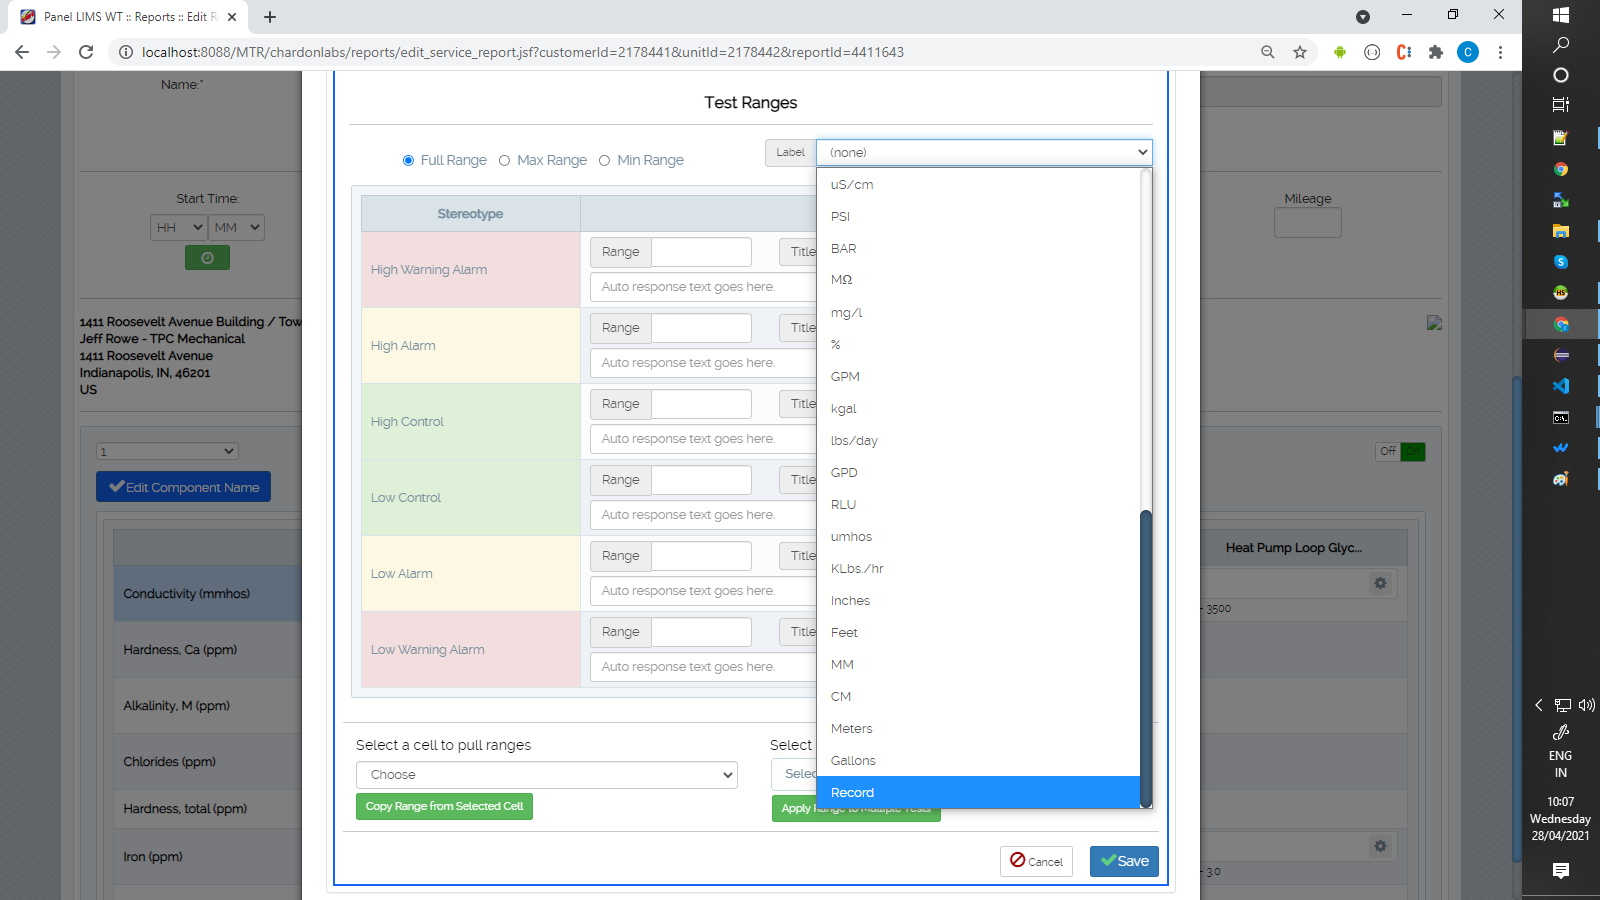 Panel LIMS WT :: Reports :: Edit R
localhost:8088/MTR/chardonlabs/reports/edit_service_report.jsf?customerId=2178441&unitId=2178442&reportId=4411643
C
Name:*
Start Time:
HH
MM
1411 Roosevelt Avenue Building / Tow
Jeff Rowe - TPC Mechanical
1411 Roosevelt Avenue
Indianapolis, IN, 46201
US
1
Edit Component Name
Conductivity (mmhos)
Hardness, Ca (ppm)
Alkalinity, M (ppm)
Chlorides (ppm)
Hardness, total (ppm)
Iron (ppm)
Test Ranges
Full Range
Max Range
Min Range
Label
(none)
Stereotype
High Warning Alarm
Range
Title
Auto response text goes here.
High Alarm
Range
Title
Auto response text goes here.
High Control
Range
Title
Auto response text goes here.
Low Control
Range
Title
Auto response text goes here.
Low Alarm
Range
Title
Auto response text goes here.
Low Warning Alarm
Range
Title
Auto response text goes here.
uS/cm
PSI
BAR
MΩ
mg/l
%
GPM
kgal
lbs/day
GPD
RLU
umhos
KLbs./hr
Inches
Feet
MM
CM
Meters
Gallons
Record
Select a cell to pull ranges
Choose
Copy Range from Selected Cell
Select
Selec
Apply Range to Multiple Tests
Cancel
Save
Mileage
Off
Heat Pump Loop Glyc...
- 3500
- 3.0
ENG
IN
10:07
Wednesday
28/04/2021